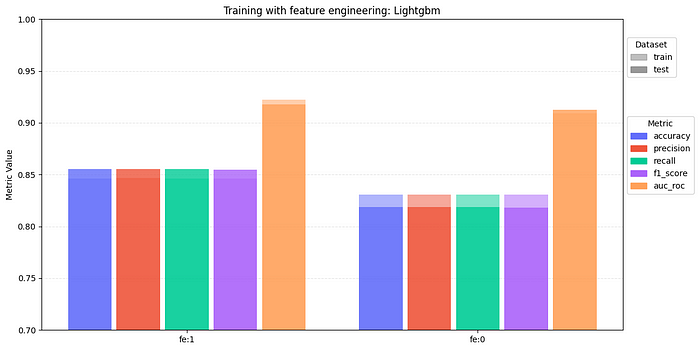 Training with feature engineering: Lightgbm
1.00
0.95
0.90
0.85
0.80
0.75
0.70
Metric Value
fe:1
fe:0
Dataset
train
test
Metric
accuracy
precision
recall
f1_score
auc_roc